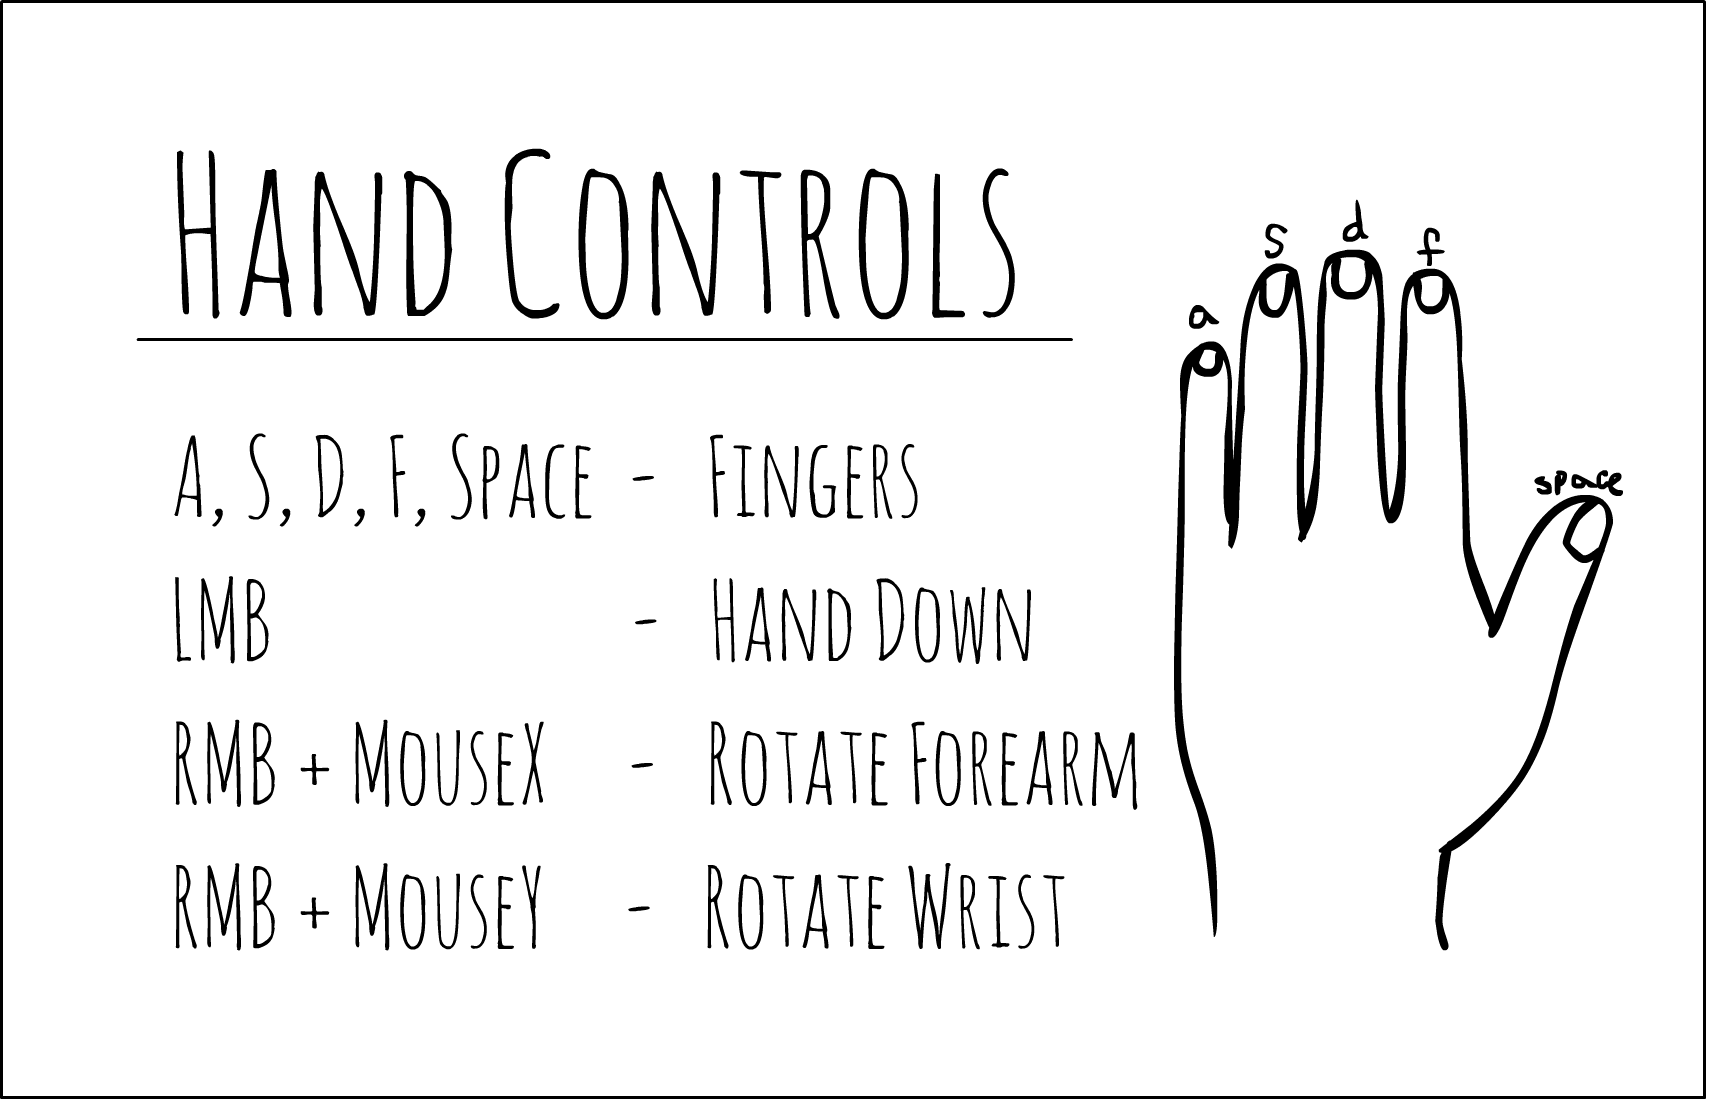 Hand Controls
A, S, D, F, Space - Fingers
LMB - Hand Down
RMB + MouseX - Rotate Forearm
RMB + MouseY - Rotate Wrist
a
s
d
f
space